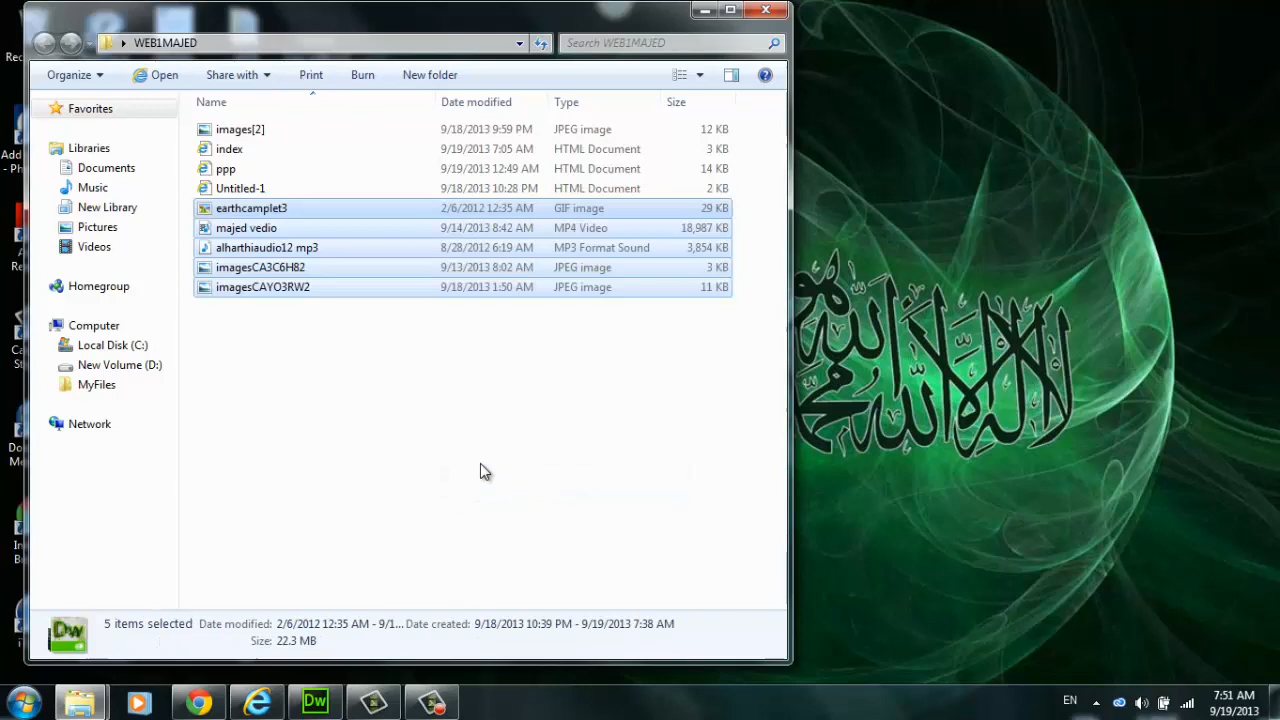 WEB1MAJED
Search WEB1MAJED
Organize Open Share with Print Burn New folder
Favorites
Libraries
Documents
Music
New Library
Pictures
Videos
Homegroup
Computer
Local Disk (C:)
New Volume (D:)
MyFiles
Network
Name Date modified Type Size
images[2] 9/18/2013 9:59 PM JPEG image 12 KB
index 9/19/2013 7:05 AM HTML Document 3 KB
ppp 9/19/2013 12:49 AM HTML Document 14 KB
Untitled-1 9/18/2013 10:28 PM HTML Document 2 KB
earthcamplet3 2/6/2012 12:35 AM GIF image 29 KB
majed vedio 9/14/2013 8:42 AM MP4 Video 18,987 KB
alharthiaudio12 mp3 8/28/2012 6:19 AM MP3 Format Sound 3,854 KB
imagesCA3C6H82 9/13/2013 8:02 AM JPEG image 3 KB
imagesCAYO3RW2 9/18/2013 1:50 AM JPEG image 11 KB
Dw
5 items selected Date modified: 2/6/2012 12:35 AM - 9/1... Date created: 9/18/2013 10:39 PM - 9/19/2013 7:38 AM
Size: 22.3 MB
لا اله الا الله
Dw
EN
7:51 AM
9/19/2013